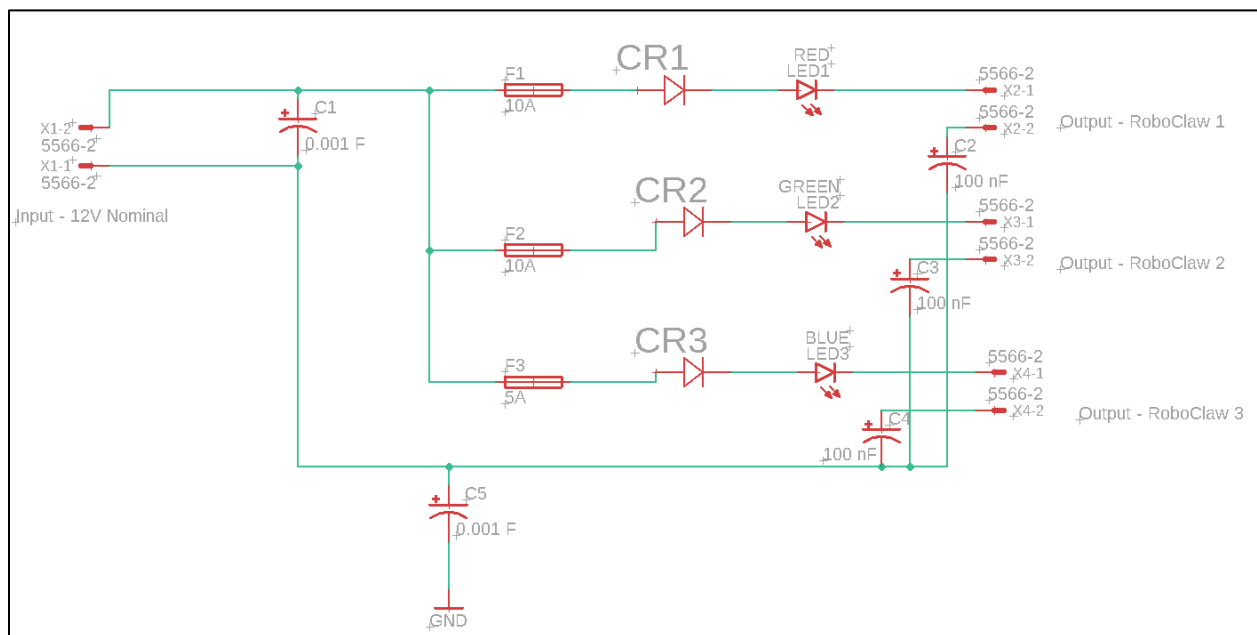 CR1
RED
LED1
F1
10A
5566-2
X2-1
5566-2
X2-2
Output - RoboClaw 1
C1
0.001 F
X1-2
5566-2
X1-1
5566-2
Input - 12V Nominal
C2
100 nF
CR2
GREEN
LED2
F2
10A
5566-2
X3-1
5566-2
X3-2
Output - RoboClaw 2
C3
100 nF
CR3
BLUE
LED3
F3
5A
5566-2
X4-1
5566-2
X4-2
Output - RoboClaw 3
C4
100 nF
C5
0.001 F
GND